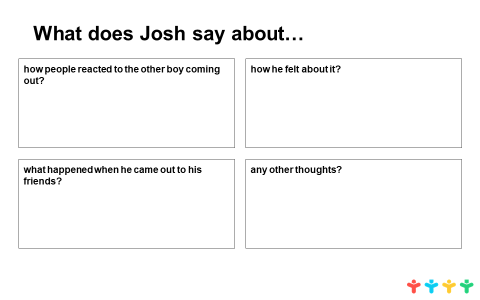 What does Josh say about…
how people reacted to the other boy coming
out?
how he felt about it?
what happened when he came out to his
friends?
any other thoughts?